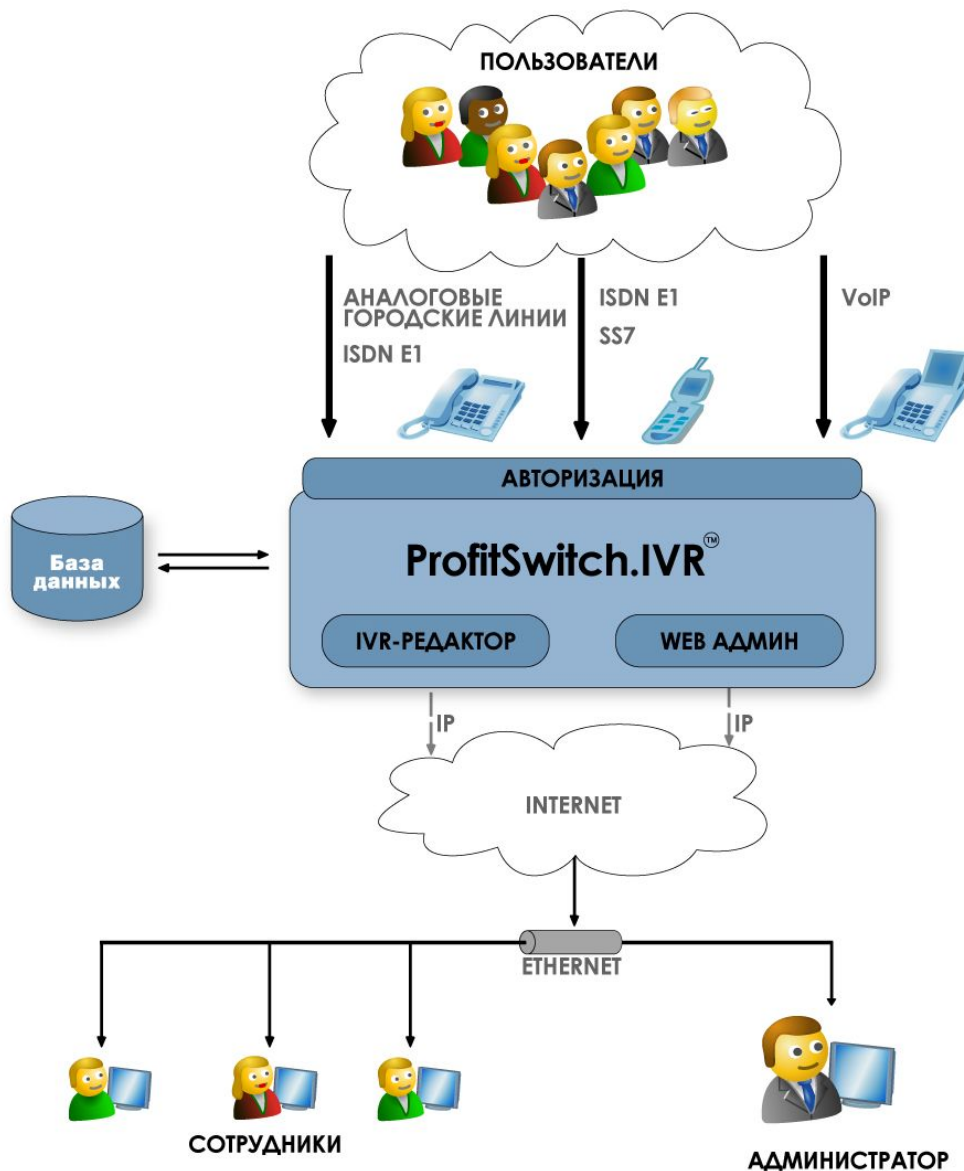 ПОЛЬЗОВАТЕЛИ
АНАЛОГОВЫЕ
ГОРОДСКИЕ ЛИНИИ
ISDN E1
ISDN E1
SS7
VoIP
АВТОРИЗАЦИЯ
ProfitSwitch.IVR™
База
данных
IVR-РЕДАКТОР
WEB АДМИН
IP
IP
INTERNET
ETHERNET
СОТРУДНИКИ
АДМИНИСТРАТОР